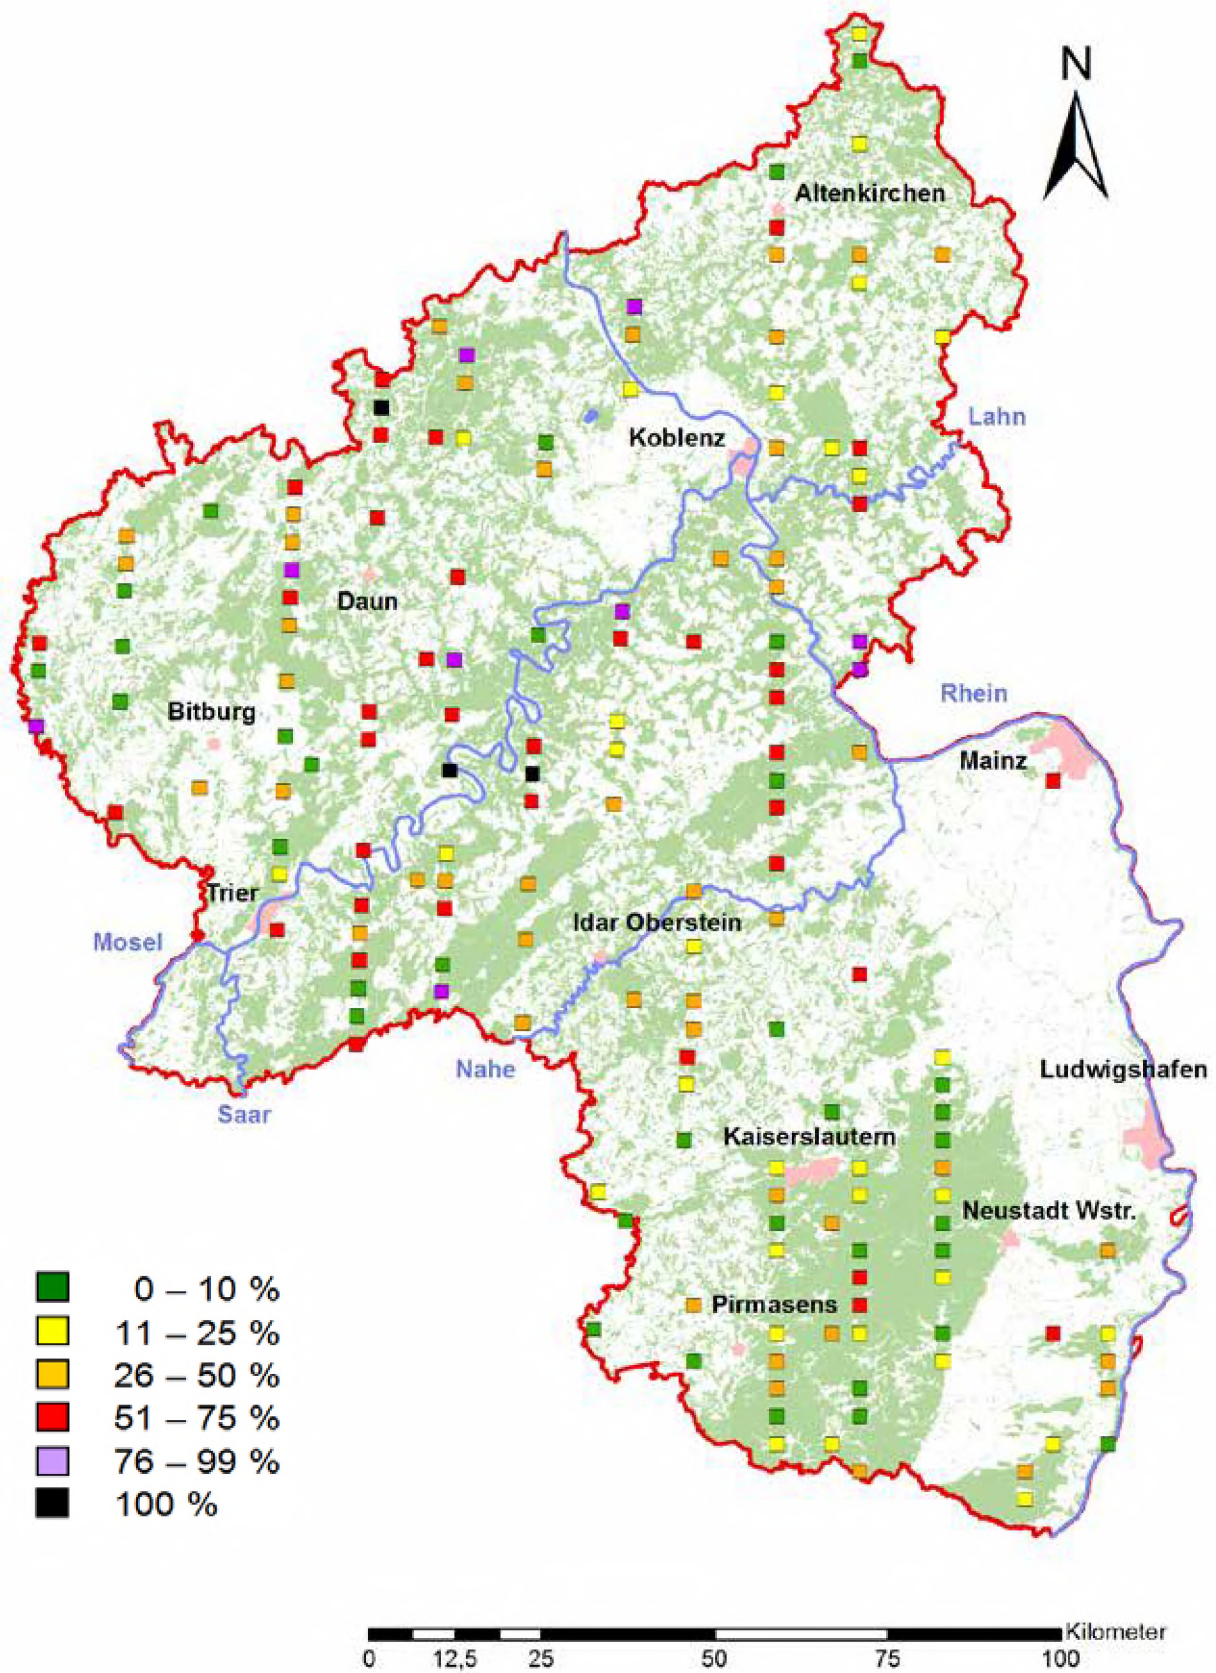 N
Altenkirchen
Lahn
Koblenz
Daun
Rhein
Bitburg
Mainz
Trier
Idar Oberstein
Mosel
Nahe
Ludwigshafen
Saar
Kaiserslautern
Neustadt Wstr.
Pirmasens
0 – 10 %
11 – 25 %
26 – 50 %
51 – 75 %
76 – 99 %
100 %
Kilometer
0 12,5 25 50 75 100